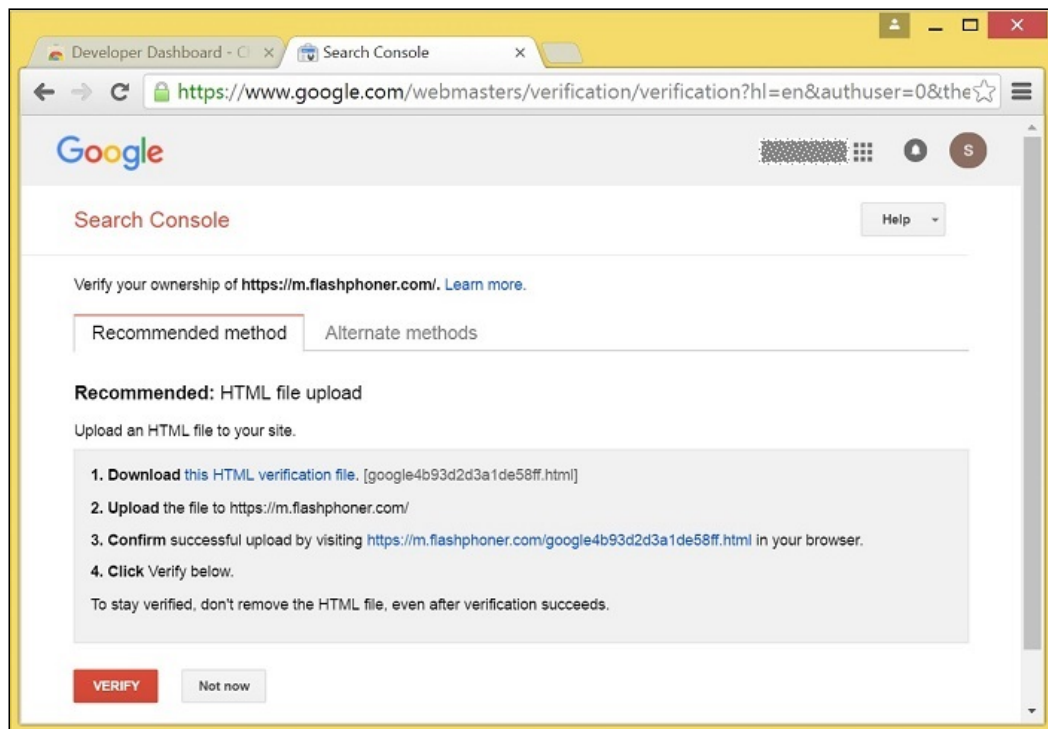 Developer Dashboard - Ch
Search Console
https://www.google.com/webmasters/verification/verification?hl=en&authuser=0&the
Google
S
Search Console
Help
Verify your ownership of https://m.flashphoner.com/. Learn more.
Recommended method
Alternate methods
Recommended: HTML file upload
Upload an HTML file to your site.
1. Download this HTML verification file. [google4b93d2d3a1de58ff.html]
2. Upload the file to https://m.flashphoner.com/
3. Confirm successful upload by visiting https://m.flashphoner.com/google4b93d2d3a1de58ff.html in your browser.
4. Click Verify below.
To stay verified, don't remove the HTML file, even after verification succeeds.
VERIFY
Not now